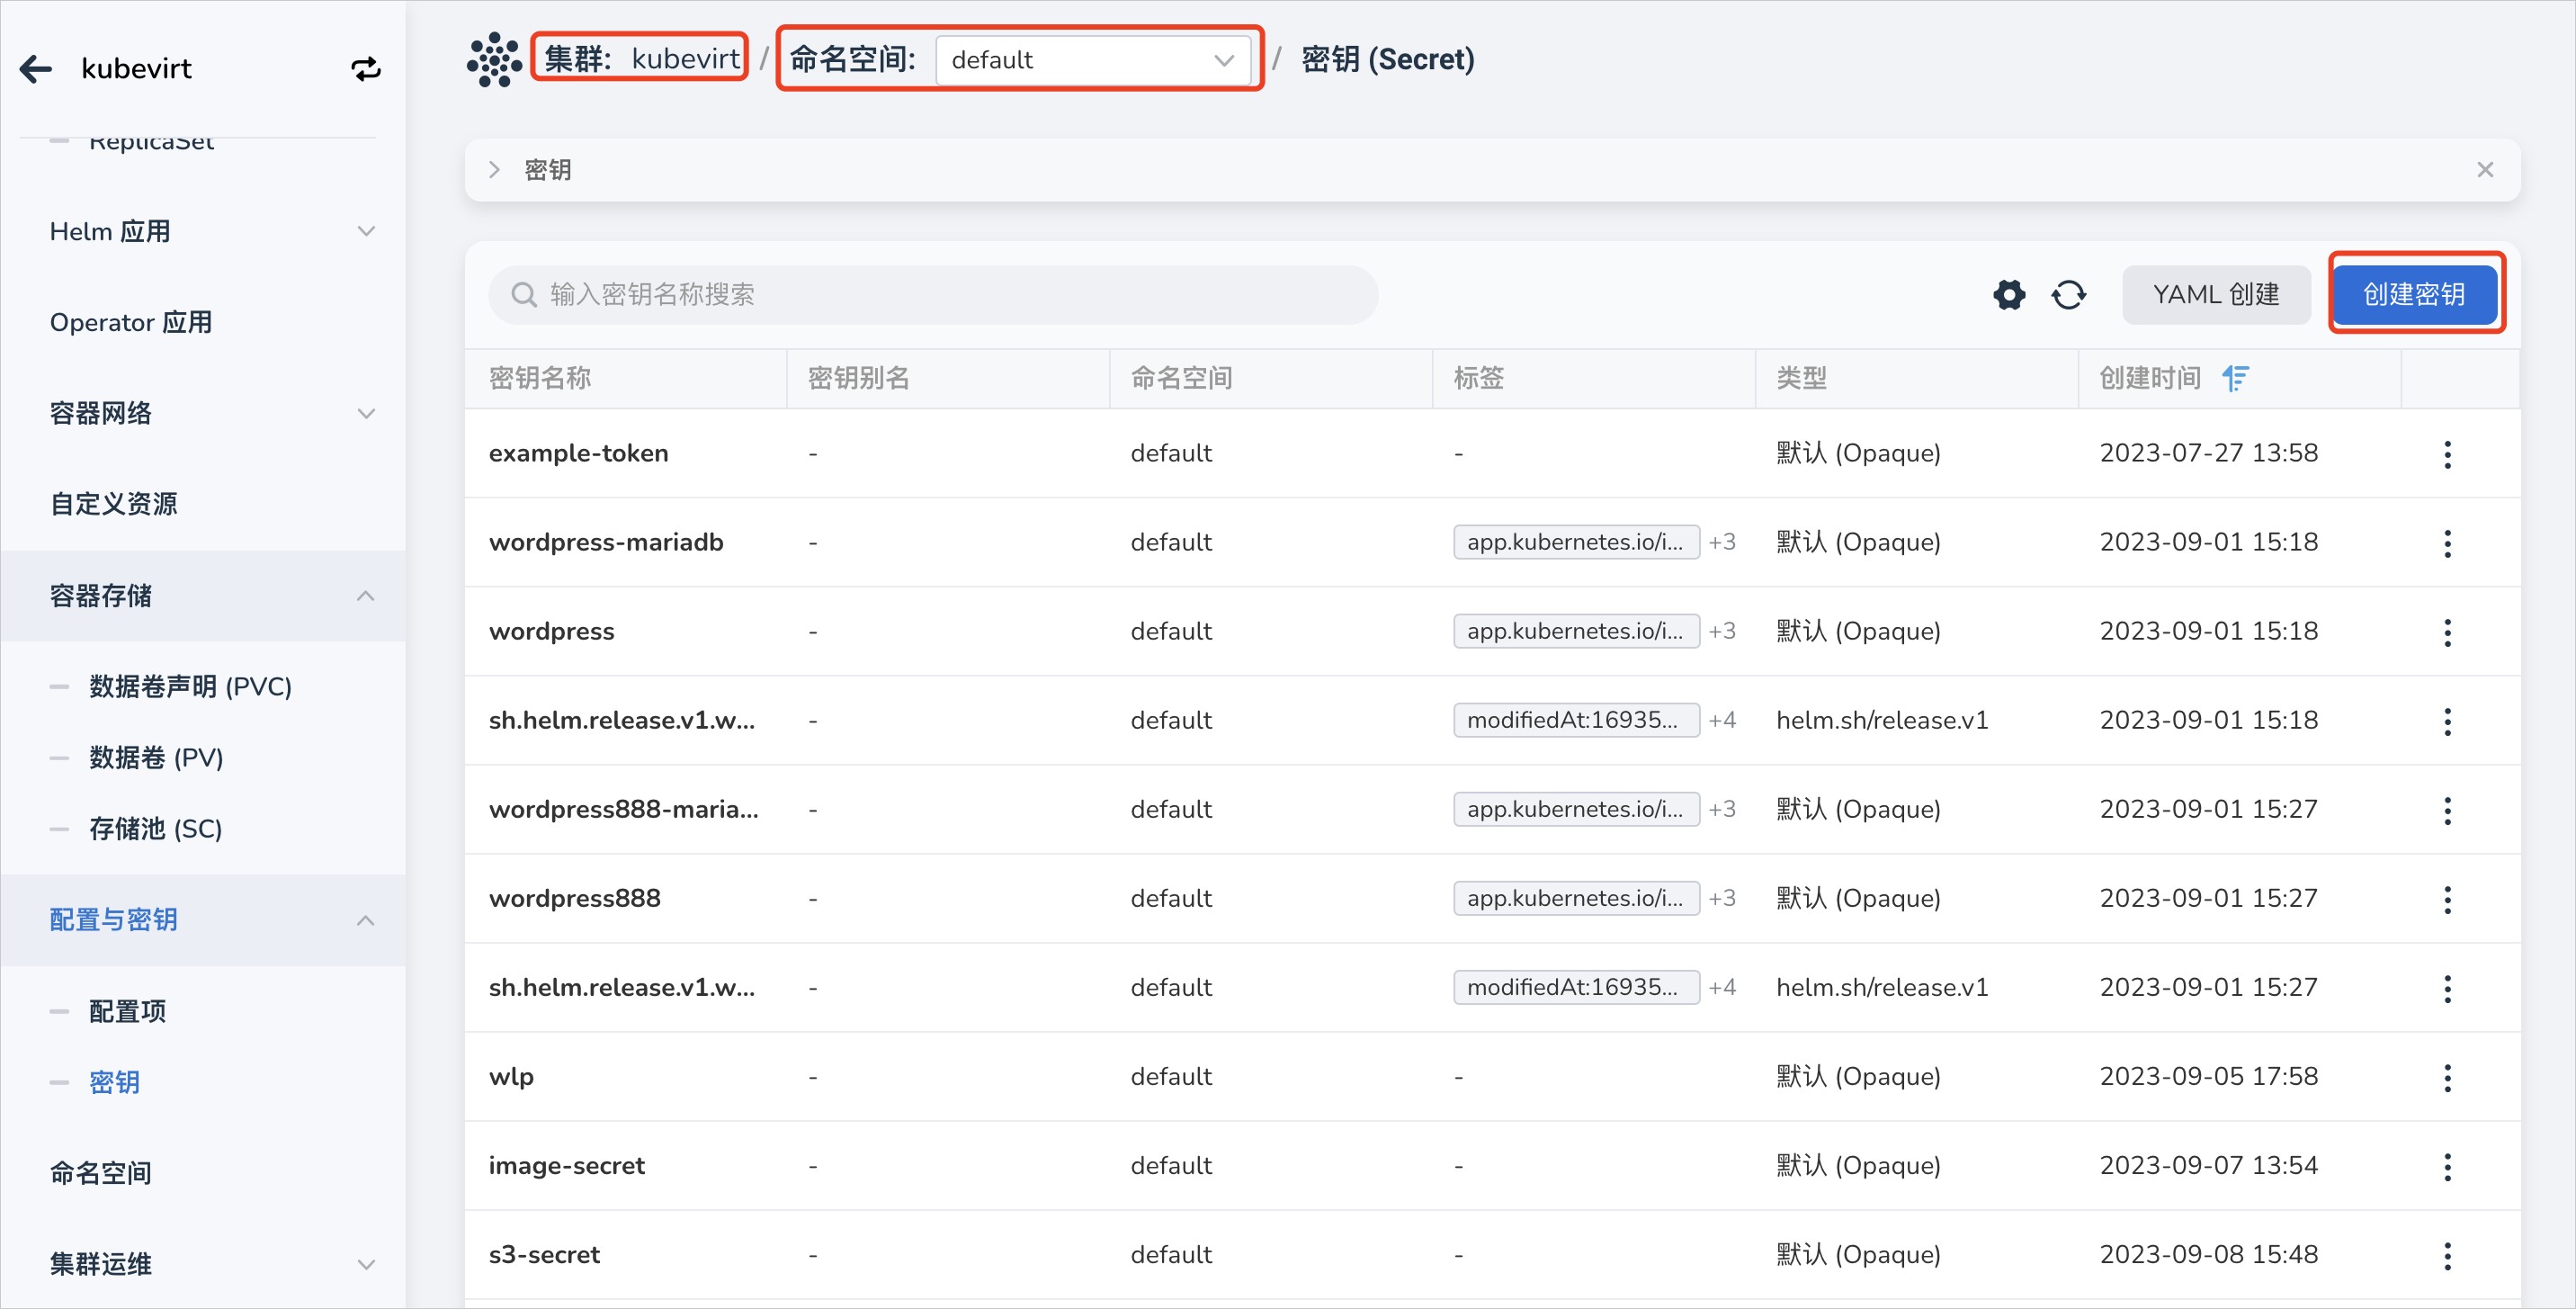 kubevirt
ReplicaSet
Helm 应用
Operator 应用
容器网络
自定义资源
容器存储
数据卷声明 (PVC)
数据卷 (PV)
存储池 (SC)
配置与密钥
配置项
密钥
命名空间
集群运维
集群: kubevirt / 命名空间: default / 密钥 (Secret)
密钥
输入密钥名称搜索
YAML 创建 创建密钥
密钥名称 密钥别名 命名空间 标签 类型 创建时间
example-token - default - 默认 (Opaque) 2023-07-27 13:58
wordpress-mariadb - default app.kubernetes.io/i... +3 默认 (Opaque) 2023-09-01 15:18
wordpress - default app.kubernetes.io/i... +3 默认 (Opaque) 2023-09-01 15:18
sh.helm.release.v1.w... - default modifiedAt:16935... +4 helm.sh/release.v1 2023-09-01 15:18
wordpress888-maria... - default app.kubernetes.io/i... +3 默认 (Opaque) 2023-09-01 15:27
wordpress888 - default app.kubernetes.io/i... +3 默认 (Opaque) 2023-09-01 15:27
sh.helm.release.v1.w... - default modifiedAt:16935... +4 helm.sh/release.v1 2023-09-01 15:27
wlp - default - 默认 (Opaque) 2023-09-05 17:58
image-secret - default - 默认 (Opaque) 2023-09-07 13:54
s3-secret - default - 默认 (Opaque) 2023-09-08 15:48